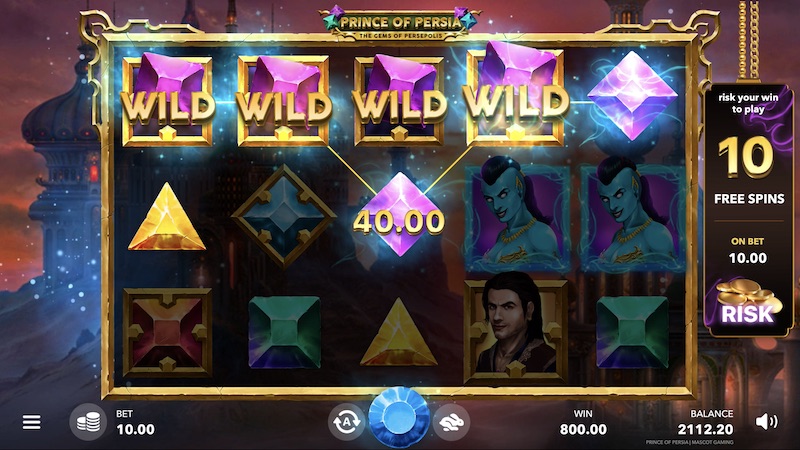 PRINCE OF PERSIA
THE GEMS OF PERSEPOLIS
WILD
WILD
WILD
WILD
40.00
risk your win
to play
10
FREE SPINS
ON BET
10.00
RISK
BET
10.00
A
WIN
800.00
BALANCE
2112.20
PRINCE OF PERSIA | MASCOT GAMING